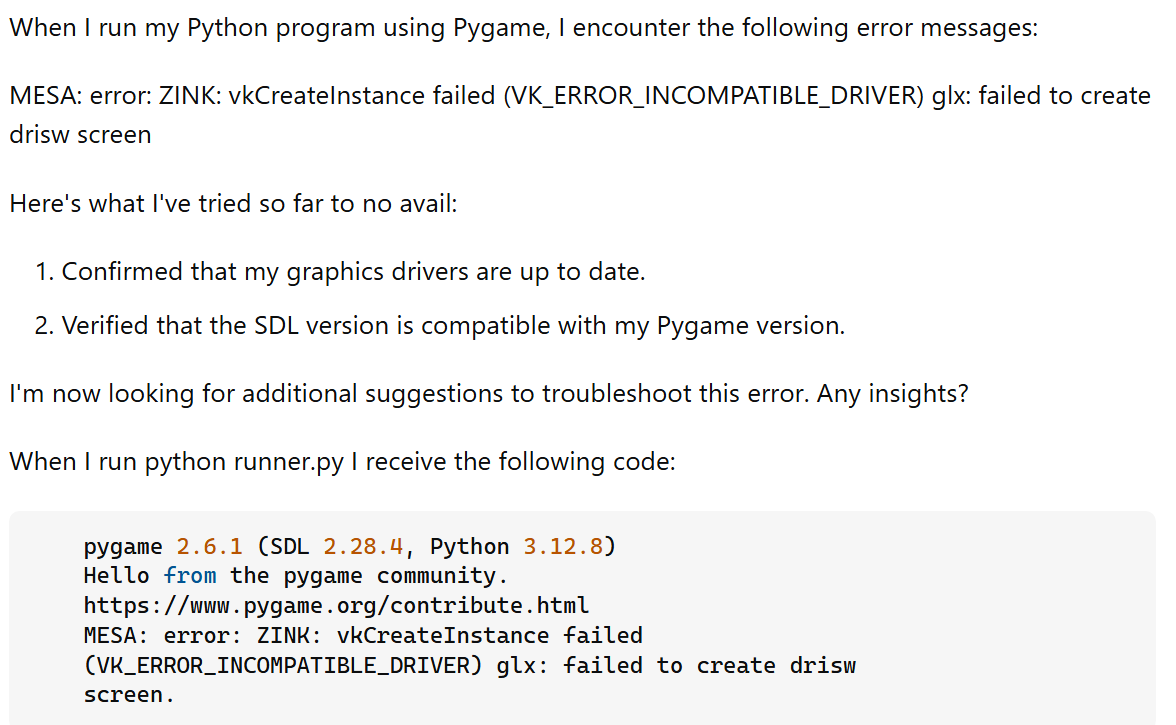 When I run my Python program using Pygame, I encounter the following error messages:
MESA: error: ZINK: vkCreateInstance failed (VK_ERROR_INCOMPATIBLE_DRIVER) glx: failed to create
drisw screen
Here's what I've tried so far to no avail:
1. Confirmed that my graphics drivers are up to date.
2. Verified that the SDL version is compatible with my Pygame version.
I'm now looking for additional suggestions to troubleshoot this error. Any insights?
When I run python runner.py I receive the following code:
pygame 2.6.1 (SDL 2.28.4, Python 3.12.8)
Hello from the pygame community.
https://www.pygame.org/contribute.html
MESA: error: ZINK: vkCreateInstance failed
(VK_ERROR_INCOMPATIBLE_DRIVER) glx: failed to create drisw
screen.